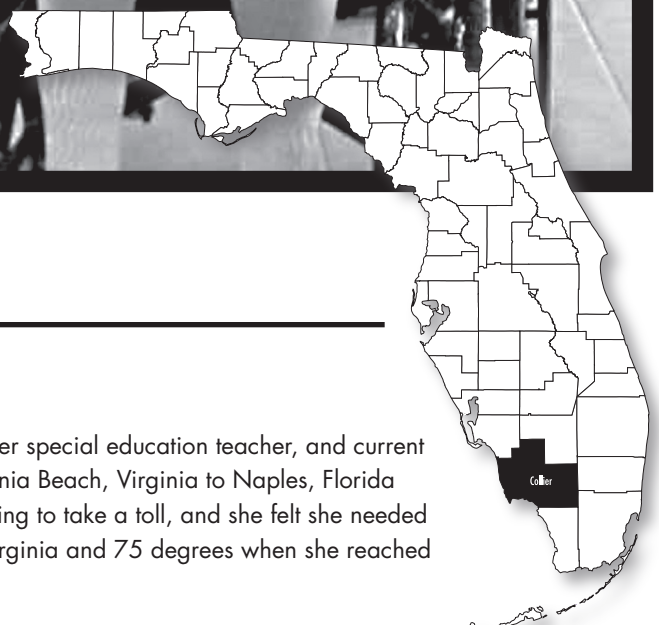 Collier
er special education teacher, and current
nia Beach, Virginia to Naples, Florida
ing to take a toll, and she felt she needed
rginia and 75 degrees when she reached